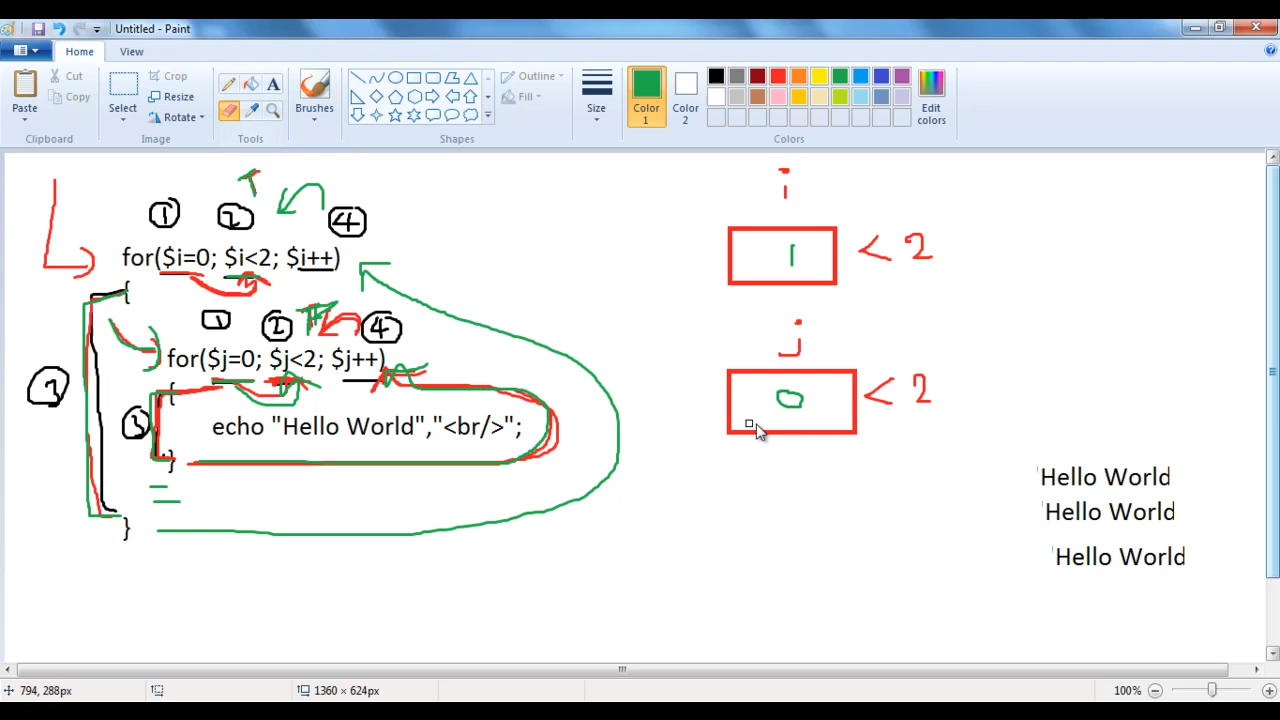 Untitled - Paint
Home View
Paste
Cut
Copy
Clipboard
Select
Crop
Resize
Rotate
Image
A
Tools
Brushes
Outline
Fill
Shapes
Size
Color 1
Color 2
Edit colors
Colors
1 2 4
for($i=0; $i<2; $i++)
{
1 2 4
for($j=0; $j<2; $j++)
3
{
3
echo "Hello World","<br/>";
}
}
i
1 < 2
j
0 < 2
'Hello World
'Hello World
'Hello World
794, 288px
1360 × 624px
100%